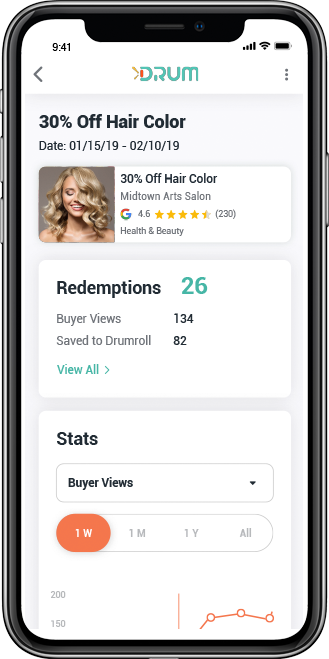 9:41
DRUM
30% Off Hair Color
Date: 01/15/19 - 02/10/19
30% Off Hair Color
Midtown Arts Salon
G 4.6 (230)
Health & Beauty
Redemptions 26
Buyer Views 134
Saved to Drumroll 82
View All
Stats
Buyer Views
1 W 1 M 1 Y All
200
150